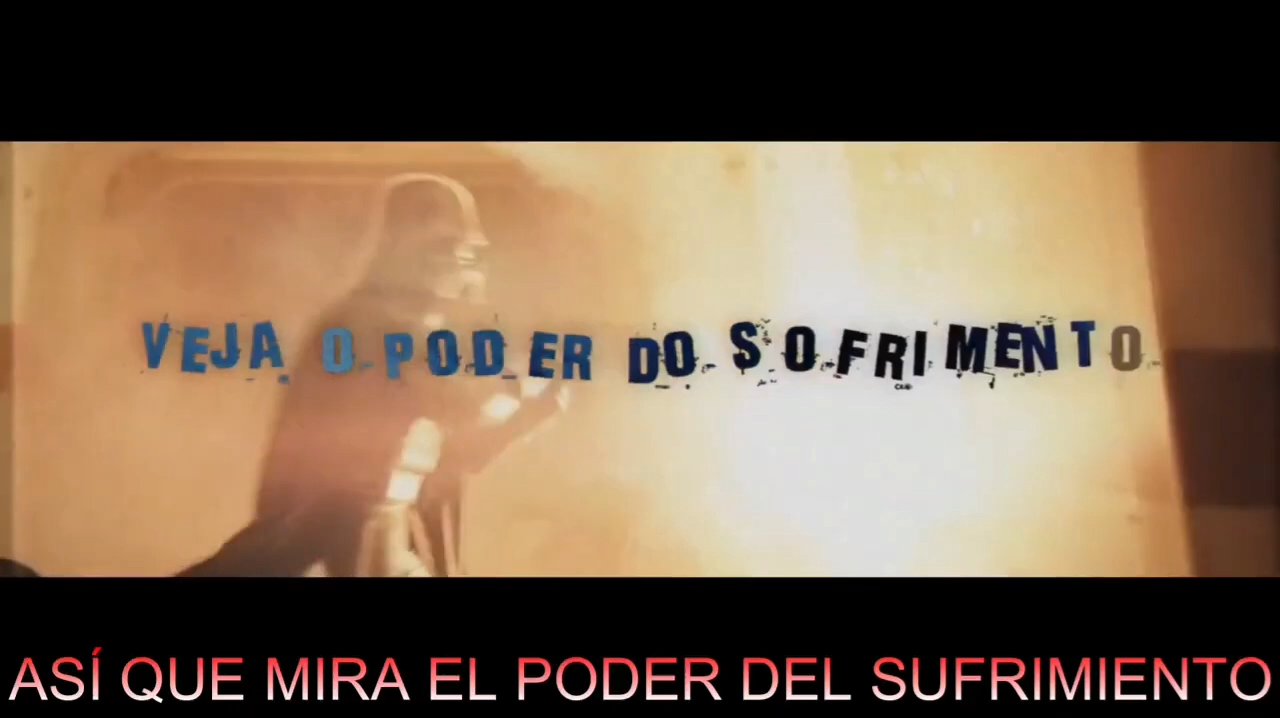 VEJA O PODER DO SOFRIMENTO
ASÍ QUE MIRA EL PODER DEL SUFRIMIENTO